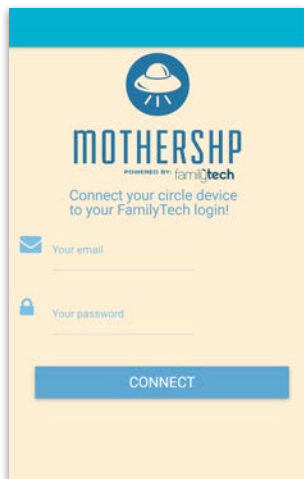 MOTHERSHP
POWERED BY: familytech
Connect your circle device
to your FamilyTech login!
Your email
Your password
CONNECT